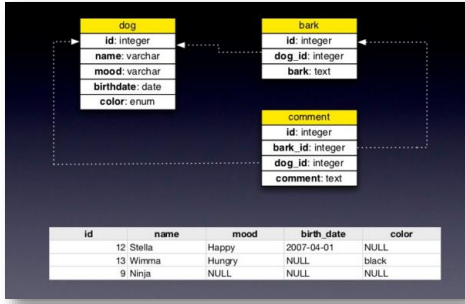 dog
id: integer
name: varchar
mood: varchar
birthdate: date
color: enum
bark
id: integer
dog_id: integer
bark: text
comment
id: integer
bark_id: integer
dog_id: integer
comment: text
id name mood birth_date color
12 Stella Happy 2007-04-01 NULL
13 Wimma Hungry NULL black
9 Ninja NULL NULL NULL